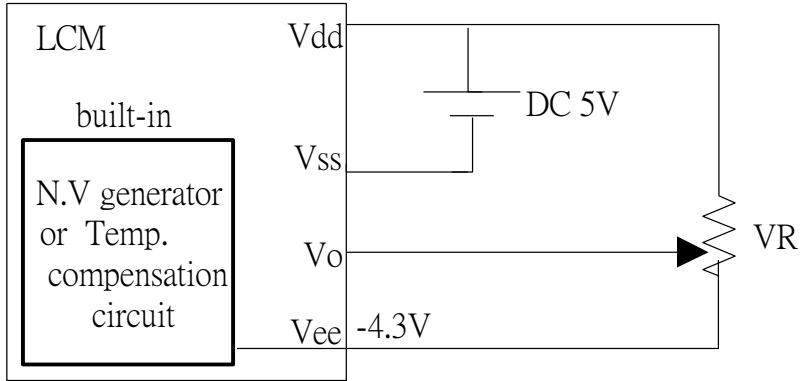 LCM
Vdd
built-in
DC 5V
Vss
N.V generator
or Temp.
compensation
circuit
Vo
VR
Vee
-4.3V